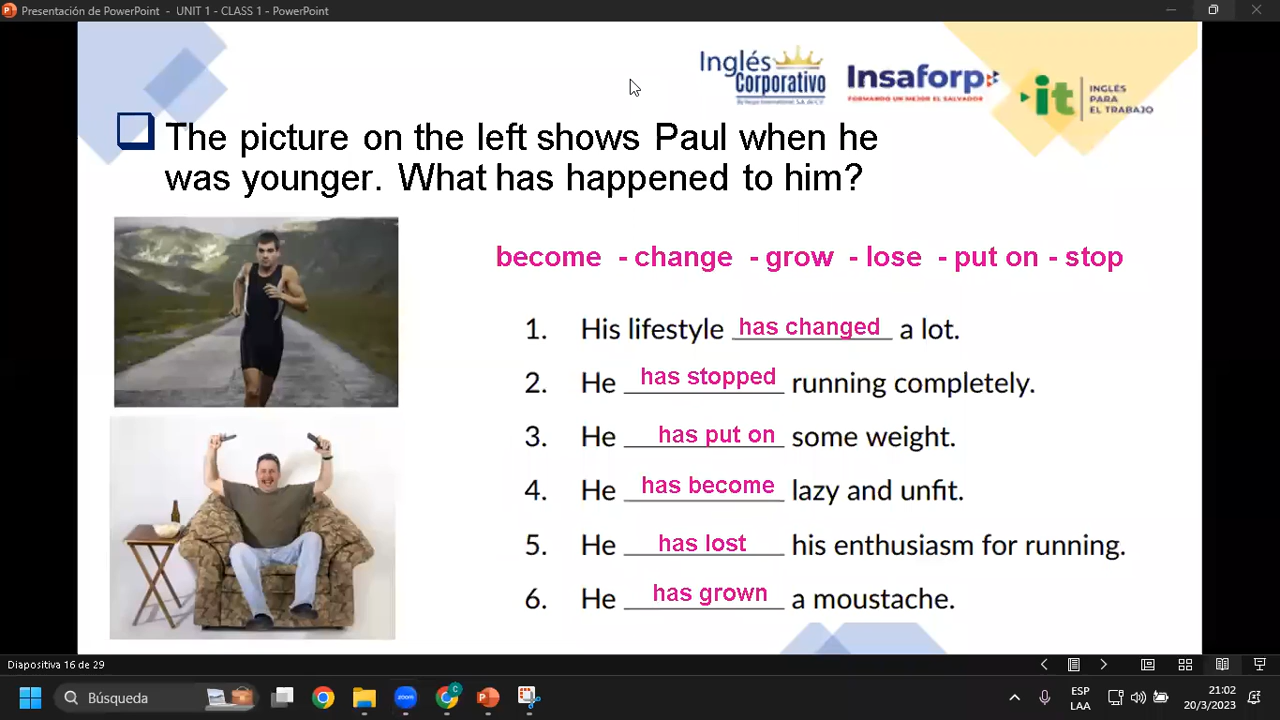 Presentación de PowerPoint - UNIT 1 - CLASS 1 - PowerPoint
Inglés
Corporativo
Insaforp
FORMANDO UN MEJOR EL SALVADOR
it
INGLÉS
PARA
EL TRABAJO
The picture on the left shows Paul when he
was younger. What has happened to him?
become - change - grow - lose - put on - stop
1. His lifestyle has changed a lot.
2. He has stopped running completely.
3. He has put on some weight.
4. He has become lazy and unfit.
5. He has lost his enthusiasm for running.
6. He has grown a moustache.
Diapositiva 16 de 29
Búsqueda
zoom
C
ESP
LAA
21:02
20/3/2023